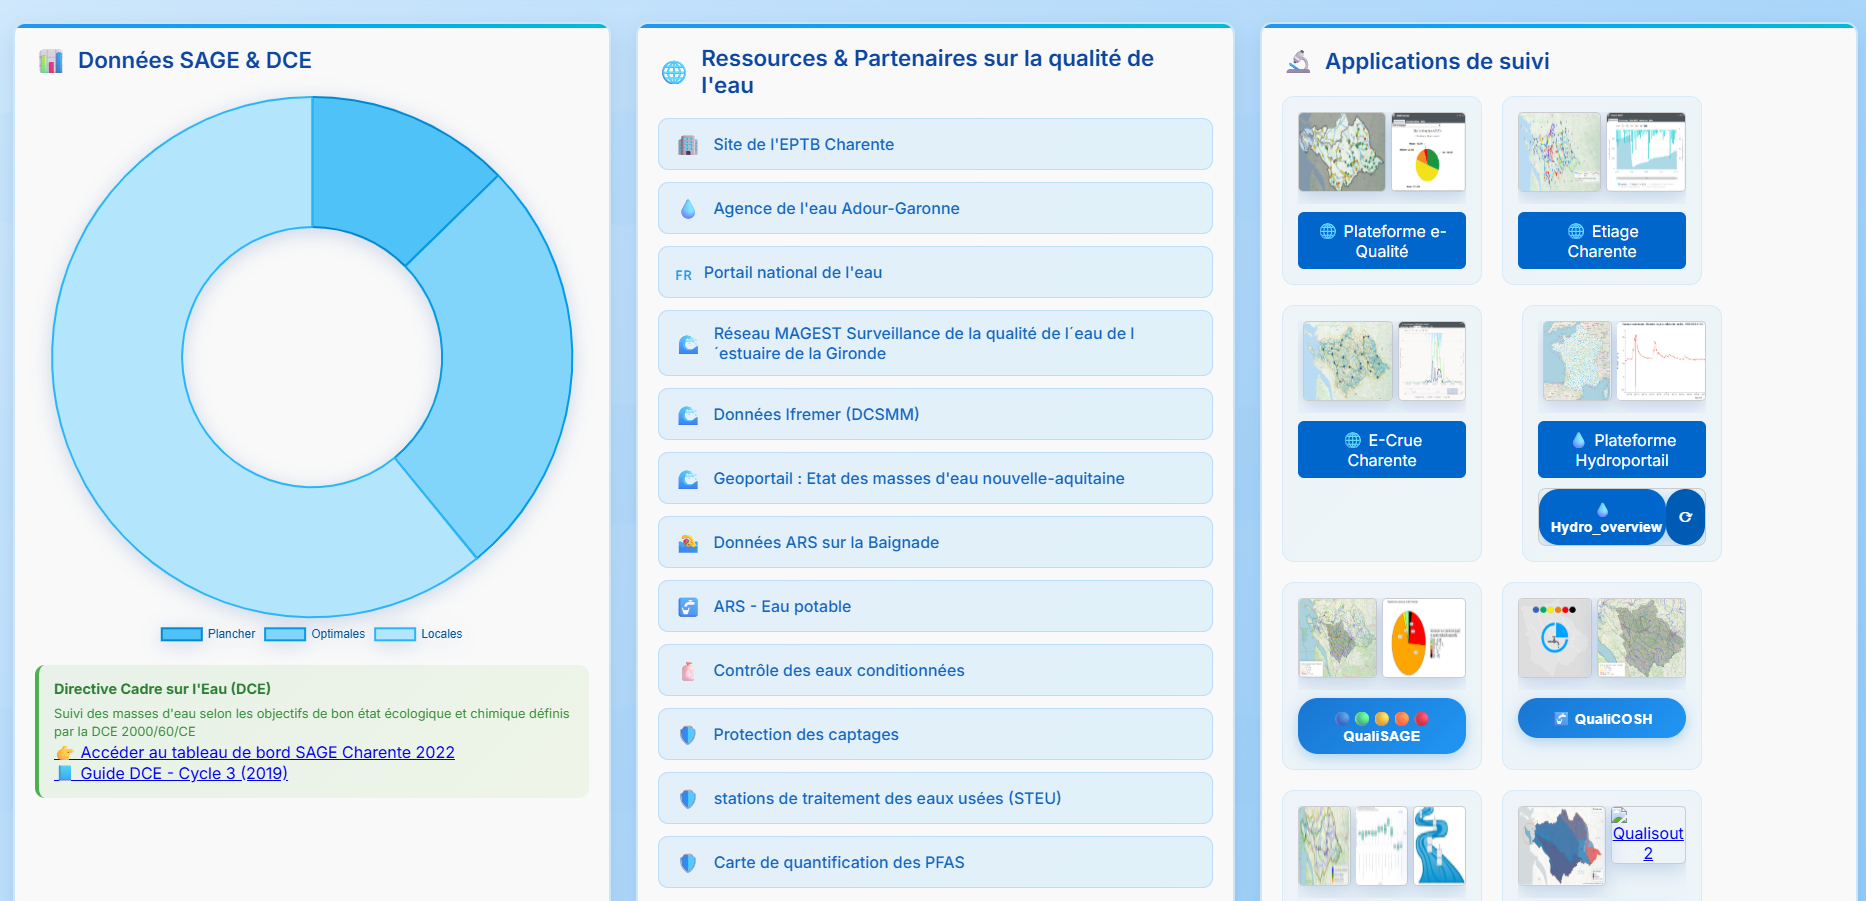 Données SAGE & DCE
Plancher
Optimales
Locales
Directive Cadre sur l'Eau (DCE)
Suivi des masses d'eau selon les objectifs de bon état écologique et chimique définis
par la DCE 2000/60/CE
Accéder au tableau de bord SAGE Charente 2022
Guide DCE - Cycle 3 (2019)
Ressources & Partenaires sur la qualité de
l'eau
Site de l'EPTB Charente
Agence de l'eau Adour-Garonne
FR Portail national de l'eau
Réseau MAGEST Surveillance de la qualité de l´eau de l
´estuaire de la Gironde
Données Ifremer (DCSMM)
Geoportail : Etat des masses d'eau nouvelle-aquitaine
Données ARS sur la Baignade
ARS - Eau potable
Contrôle des eaux conditionnées
Protection des captages
stations de traitement des eaux usées (STEU)
Carte de quantification des PFAS
Applications de suivi
Plateforme e-
Qualité
Etiage
Charente
E-Crue
Charente
Plateforme
Hydroportail
Hydro_overview
QualiSAGE
QualiCOSH
Qualisout
2